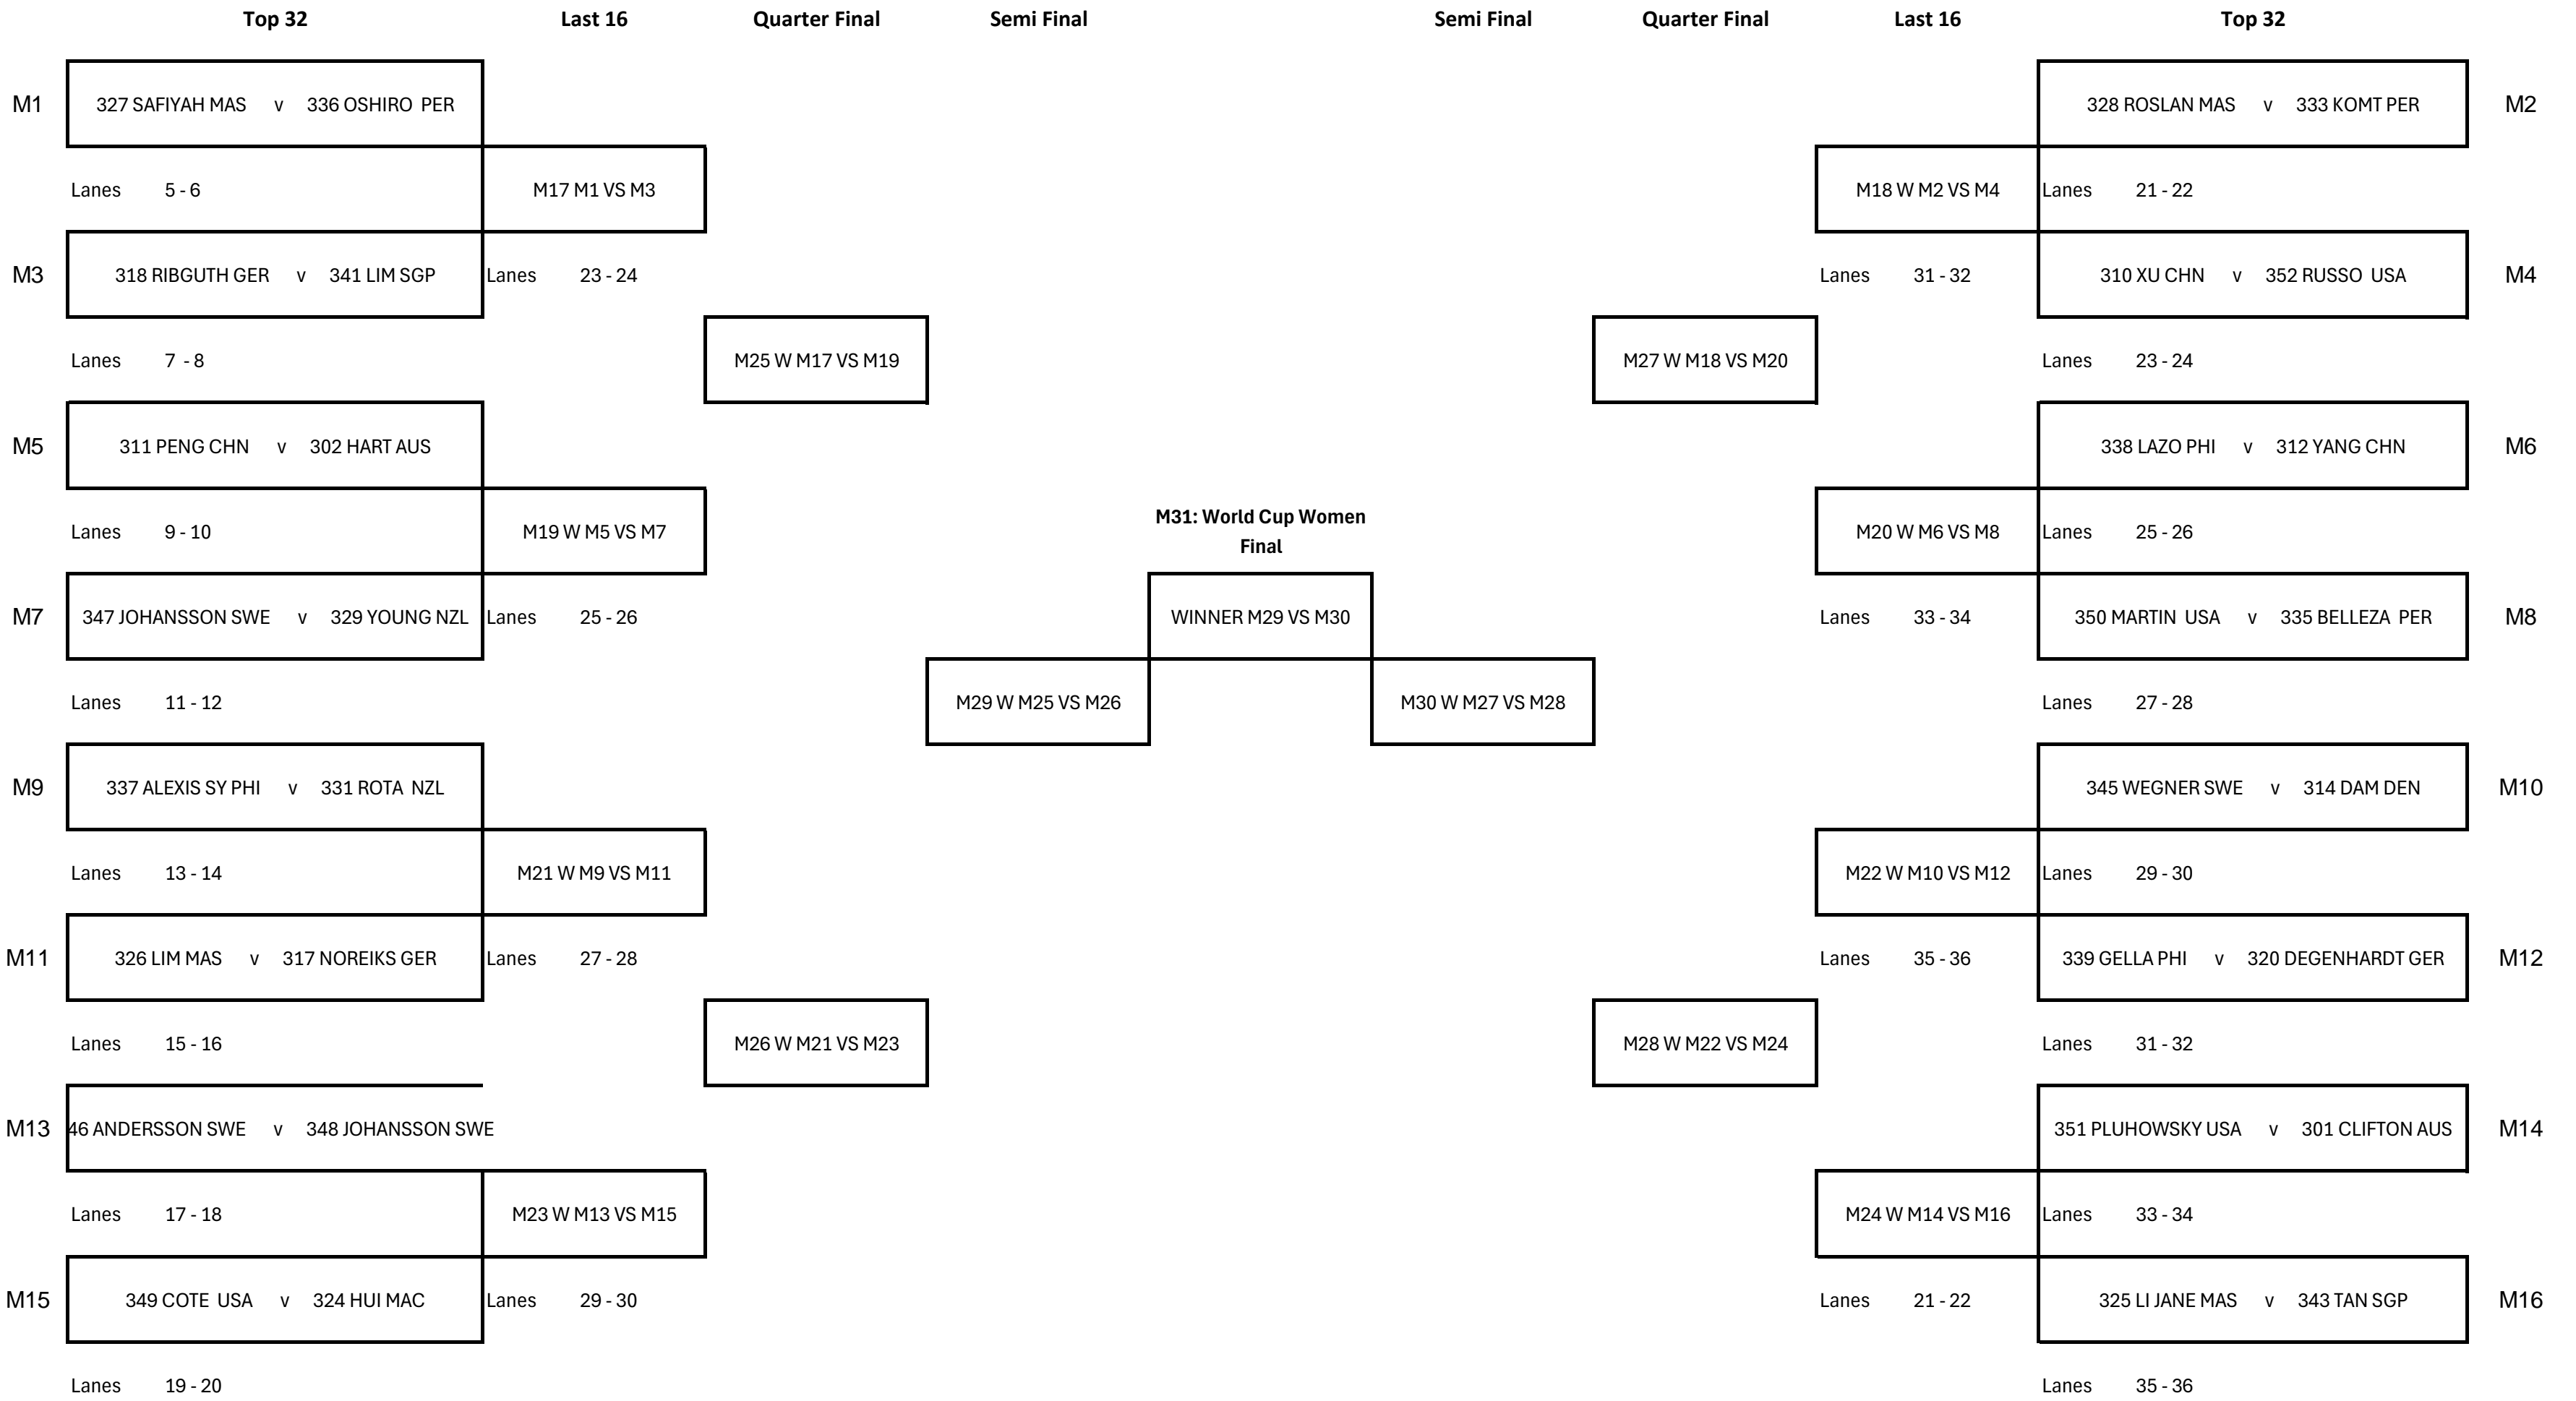 Top 32 Last 16 Quarter Final Semi Final Semi Final Quarter Final Last 16 Top 32
M1 327 SAFIYAH MAS v 336 OSHIRO PER 328 ROSLAN MAS v 333 KOMT PER M2
Lanes 5 - 6 M17 M1 VS M3 M18 W M2 VS M4 Lanes 21 - 22
M3 318 RIBGUTH GER v 341 LIM SGP Lanes 23 - 24 Lanes 31 - 32 310 XU CHN v 352 RUSSO USA M4
Lanes 7 - 8 M25 W M17 VS M19 M27 W M18 VS M20 Lanes 23 - 24
M5 311 PENG CHN v 302 HART AUS 338 LAZO PHI v 312 YANG CHN M6
M31: World Cup Women
Final
Lanes 9 - 10 M19 W M5 VS M7 M20 W M6 VS M8 Lanes 25 - 26
M7 347 JOHANSSON SWE v 329 YOUNG NZL Lanes 25 - 26 WINNER M29 VS M30 Lanes 33 - 34 350 MARTIN USA v 335 BELLEZA PER M8
Lanes 11 - 12 M29 W M25 VS M26 M30 W M27 VS M28 Lanes 27 - 28
M9 337 ALEXIS SY PHI v 331 ROTA NZL 345 WEGNER SWE v 314 DAM DEN M10
Lanes 13 - 14 M21 W M9 VS M11 M22 W M10 VS M12 Lanes 29 - 30
M11 326 LIM MAS v 317 NOREIKS GER Lanes 27 - 28 Lanes 35 - 36 339 GELLA PHI v 320 DEGENHARDT GER M12
Lanes 15 - 16 M26 W M21 VS M23 M28 W M22 VS M24 Lanes 31 - 32
M13 46 ANDERSSON SWE v 348 JOHANSSON SWE 351 PLUHOWSKY USA v 301 CLIFTON AUS M14
Lanes 17 - 18 M23 W M13 VS M15 M24 W M14 VS M16 Lanes 33 - 34
M15 349 COTE USA v 324 HUI MAC Lanes 29 - 30 Lanes 21 - 22 325 LI JANE MAS v 343 TAN SGP M16
Lanes 19 - 20 Lanes 35 - 36